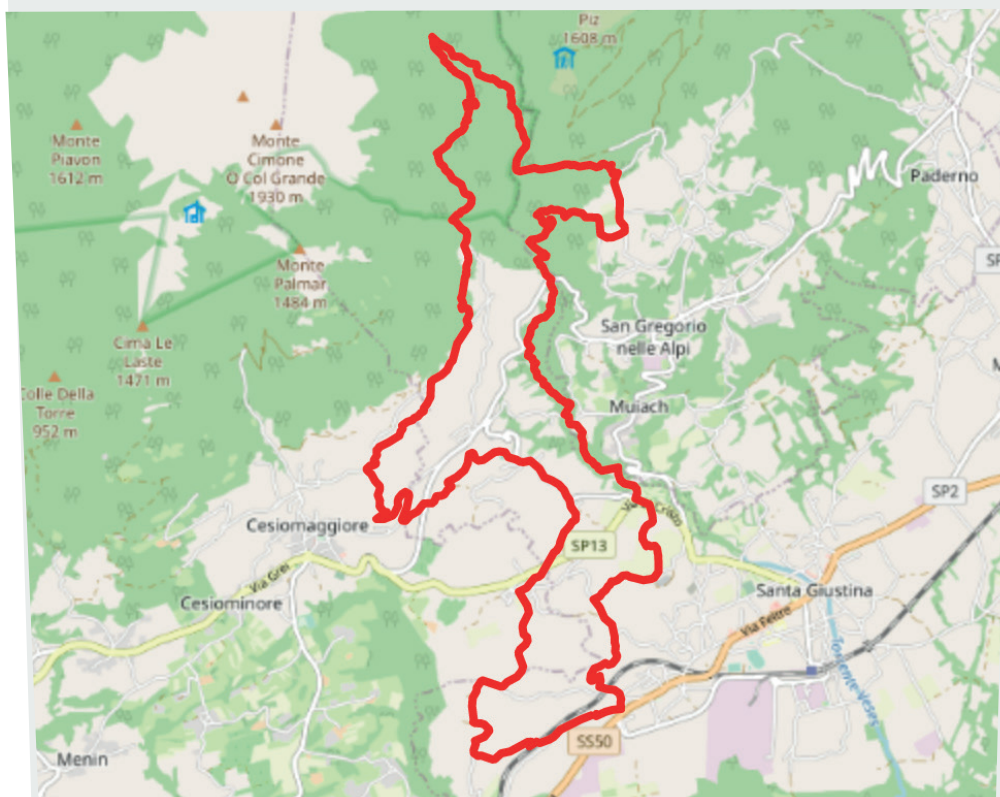 Piz
1608 m
Monte
Piavon
1612 m
Monte
Cimone
O Col Grande
1930 m
Paderno
Monte
Palmar
1484 m
San Gregorio
nelle Alpi
Cima Le
Laste
1471 m
Colle Della
Torre
952 m
Muiach
SP2
Cesiomaggiore
SP13
Via Grei
Cesiominore
Santa Giustina
Via Feltre
Torrente Veses
SS50
Menin